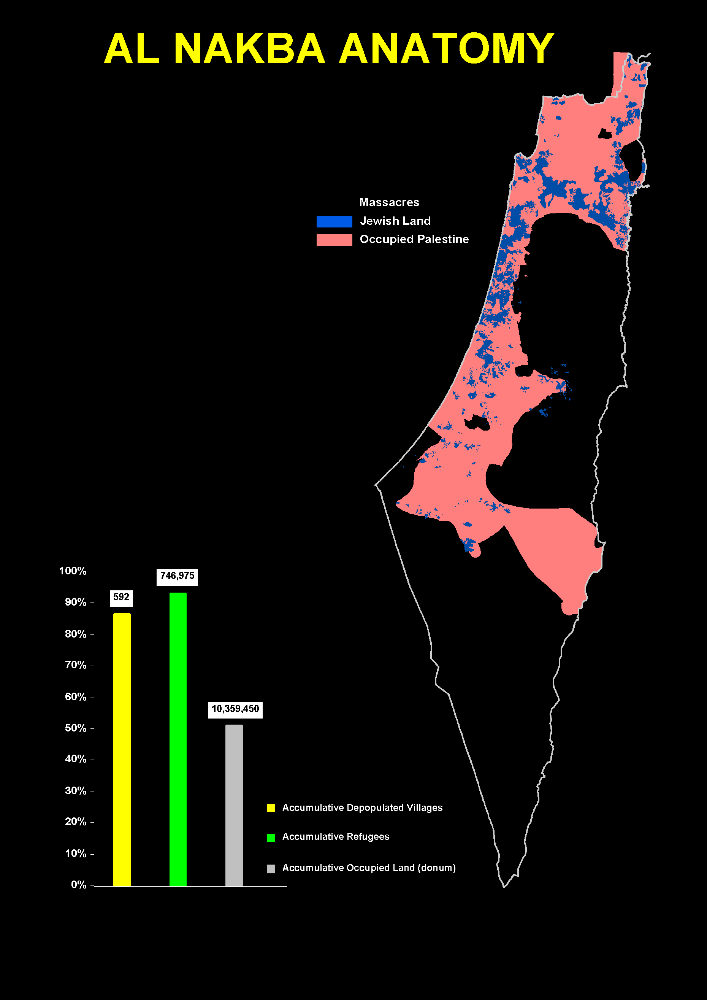 AL NAKBA ANATOMY
Massacres
Jewish Land
Occupied Palestine
100%
90%
80%
70%
60%
50%
40%
30%
20%
10%
0%
592
746,975
10,359,450
Accumulative Depopulated Villages
Accumulative Refugees
Accumulative Occupied Land (donum)